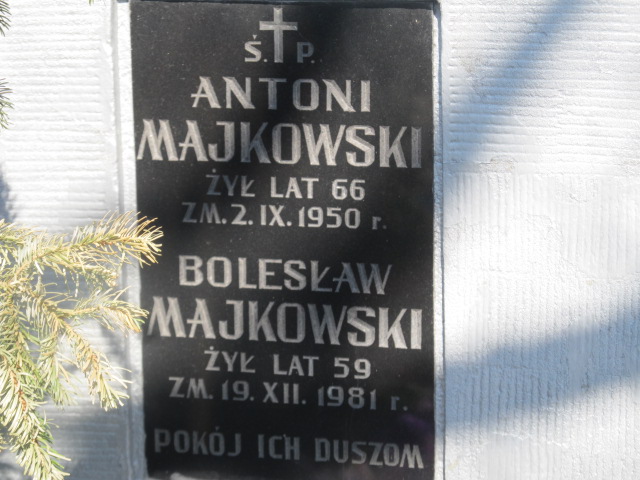 Ś. P.
ANTONI
MAJKOWSKI
ŻYŁ LAT 66
ZM. 2. IX. 1950 r.
BOLESŁAW
MAJKOWSKI
ŻYŁ LAT 59
ZM. 19. XII. 1981 r.
POKÓJ ICH DUSZOM